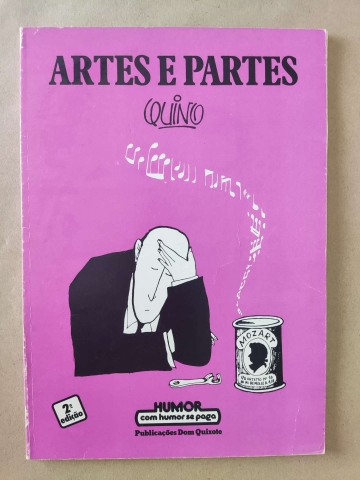 ARTES E PARTES
QUINO
MOZART
2ª
edição
HUMOR
com humor se paga
Publicações Dom Quixote